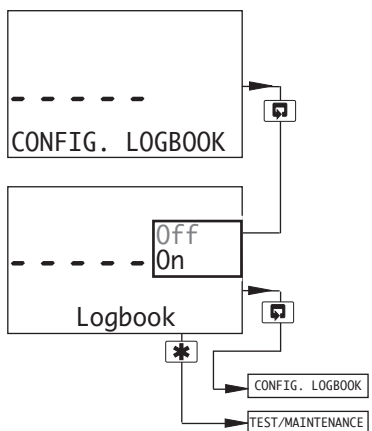 - - - - -
CONFIG. LOGBOOK
Off
- - - - - On
Logbook
CONFIG. LOGBOOK
TEST/MAINTENANCE